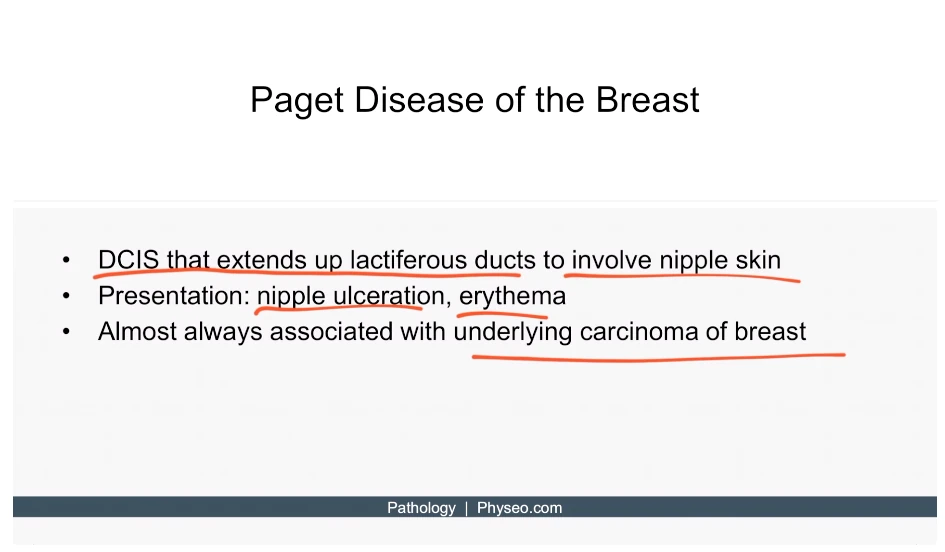 Paget Disease of the Breast
• DCIS that extends up lactiferous ducts to involve nipple skin
• Presentation: nipple ulceration, erythema
• Almost always associated with underlying carcinoma of breast
Pathology | Physeo.com